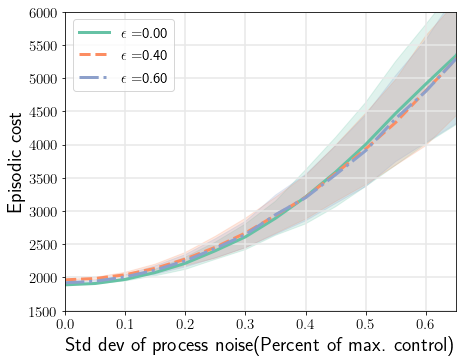 6000
5500
5000
4500
4000
3500
3000
2500
2000
1500
Episodic cost
ϵ =0.00
ϵ =0.40
ϵ =0.60
0.0 0.1 0.2 0.3 0.4 0.5 0.6
Std dev of process noise(Percent of max. control)